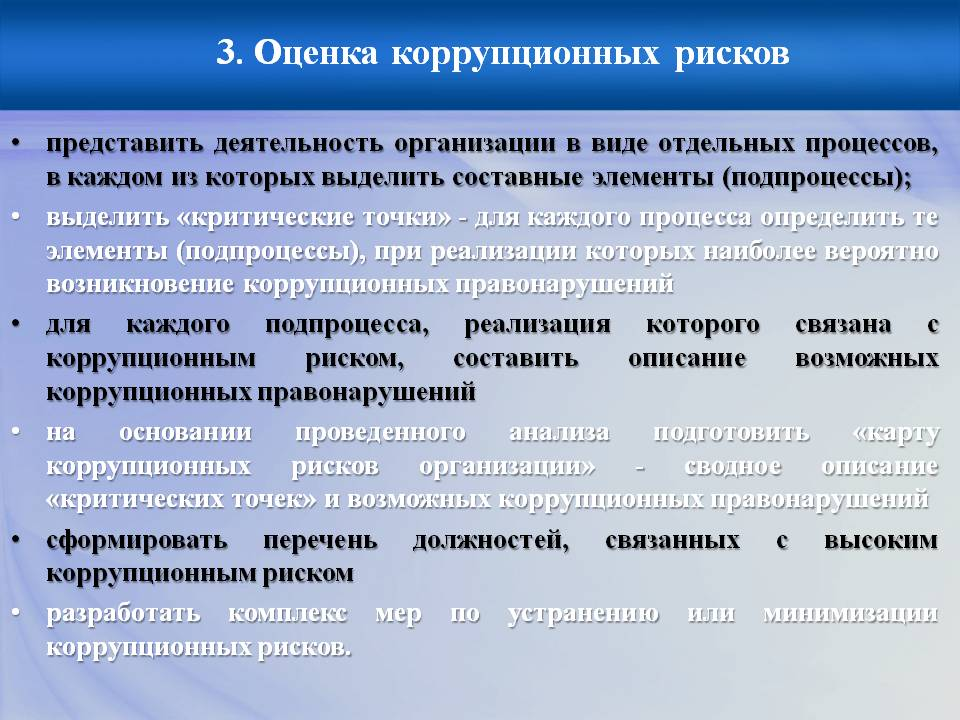 3. Оценка коррупционных рисков
• представить деятельность организации в виде отдельных процессов,
в каждом из которых выделить составные элементы (подпроцессы);
• выделить «критические точки» - для каждого процесса определить те
элементы (подпроцессы), при реализации которых наиболее вероятно
возникновение коррупционных правонарушений
• для каждого подпроцесса, реализация которого связана с
коррупционным риском, составить описание возможных
коррупционных правонарушений
• на основании проведенного анализа подготовить «карту
коррупционных рисков организации» - сводное описание
«критических точек» и возможных коррупционных правонарушений
• сформировать перечень должностей, связанных с высоким
коррупционным риском
• разработать комплекс мер по устранению или минимизации
коррупционных рисков.